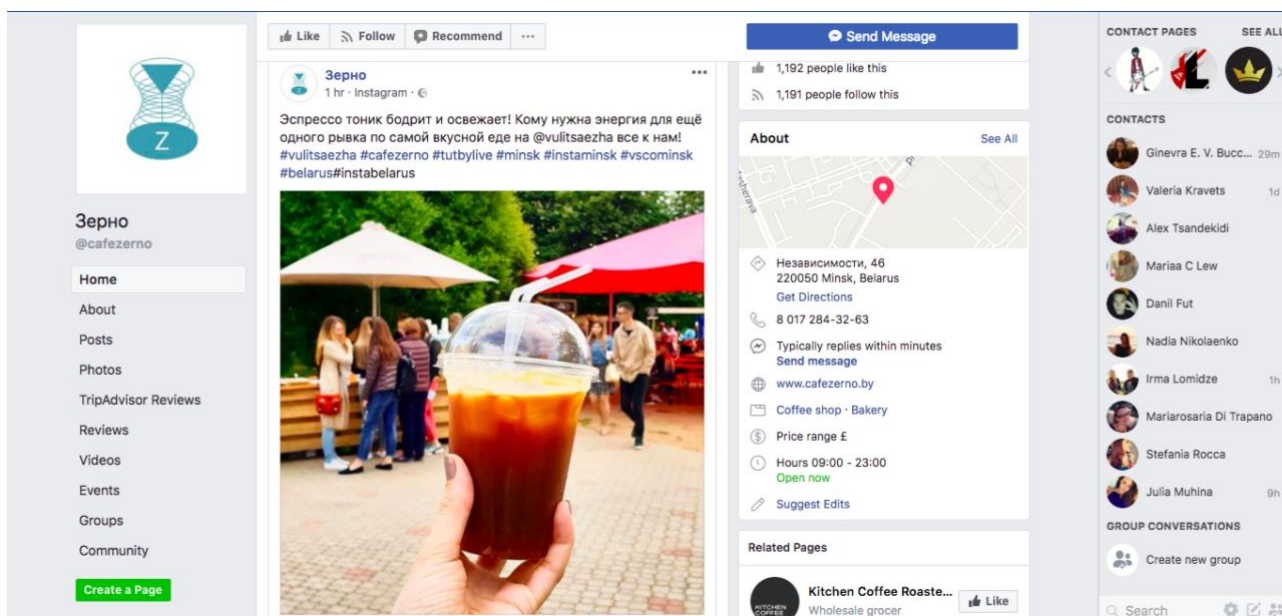 Z
Зерно
@cafezerno
Home
About
Posts
Photos
TripAdvisor Reviews
Reviews
Videos
Events
Groups
Community
Create a Page
Like
Follow
Recommend
Зерно
1 hr · Instagram ·
Эспрессо тоник бодрит и освежает! Кому нужна энергия для ещё
одного рывка по самой вкусной еде на @vulitsaezha все к нам!
#vulitsaezha #cafezerno #tutbylive #minsk #instaminsk #vscominsk
#belarus#instabelarus
Send Message
1,192 people like this
1,191 people follow this
About
See All
Независимости, 46
220050 Minsk, Belarus
Get Directions
8 017 284-32-63
Typically replies within minutes
Send message
www.cafezerno.by
Coffee shop · Bakery
Price range £
Hours 09:00 - 23:00
Open now
Suggest Edits
Related Pages
KITCHEN
COFFEE
Kitchen Coffee Roaste...
Wholesale grocer
Like
CONTACT PAGES
SEE ALL
CONTACTS
Ginevra E. V. Bucc... 29m
Valeria Kravets 1d
Alex Tsandekidi
Mariaa C Lew
Danil Fut
Nadia Nikolaenko
Irma Lomidze 1h
Mariarosaria Di Trapano
Stefania Rocca
Julia Muhina 9h
GROUP CONVERSATIONS
Create new group
Search